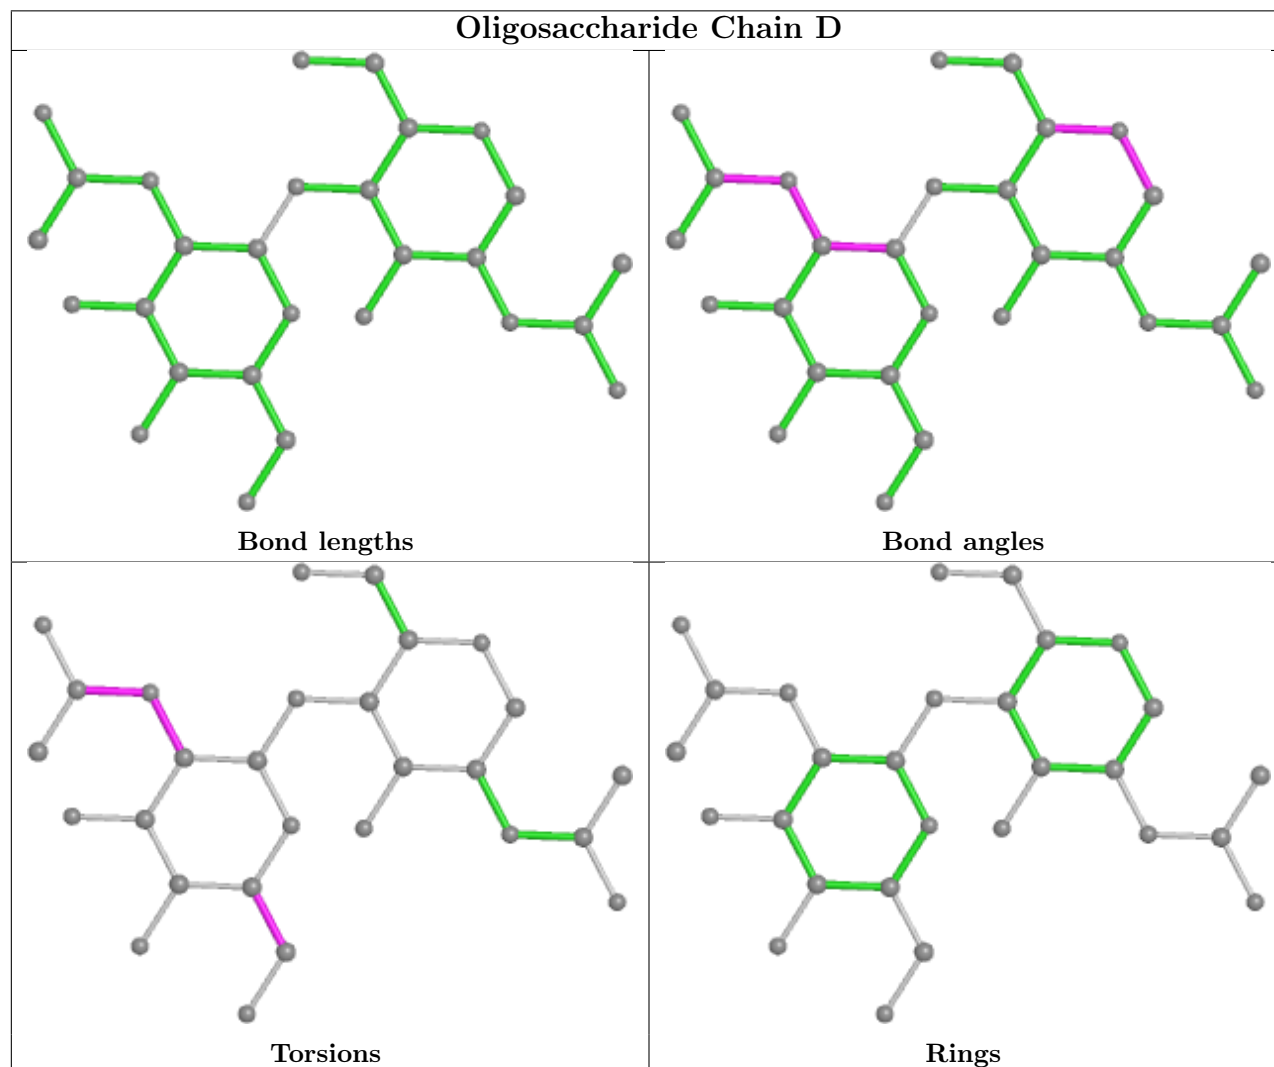 Oligosaccharide Chain D
Bond lengths
Bond angles
Torsions
Rings